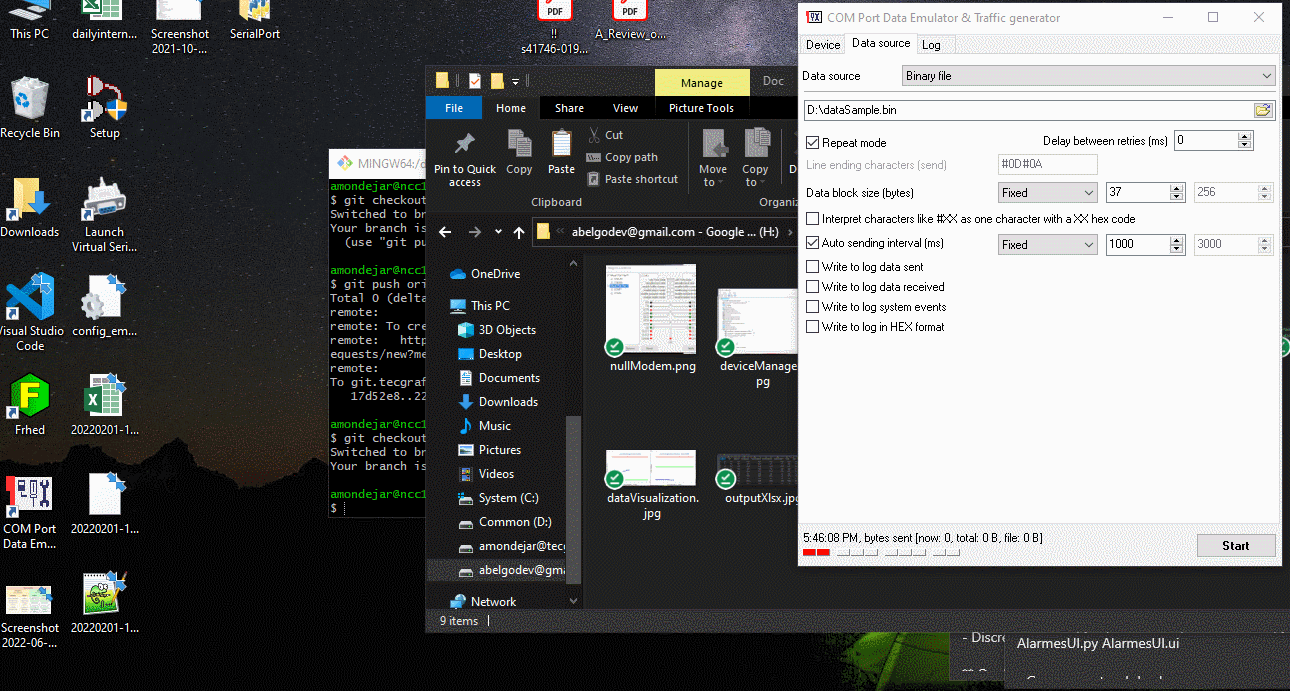 This PC
dailyintern...
Screenshot
2021-10-...
SerialPort
Recycle Bin
Setup
Downloads
Launch
Virtual Seri...
Visual Studio
Code
config_em...
Frhed
20220201-1...
COM Port
Data Em...
20220201-1...
Screenshot
2022-06-...
20220201-1...
PDF
!!
s41746-019...
PDF
A_Review_o...
MINGW64:/d
amondejar@ncc1
$ git checkout
Switched to br
Your branch is
(use "git pu
amondejar@ncc1
$ git push ori
Total 0 (delta
remote:
remote: To cre
remote:   http
equests/new?me
remote:
To git.tecgraf
17d52e8..22
amondejar@ncc1
$ git checkout
Switched to br
Your branch is
amondejar@ncc1
$
Manage
Doc
File
Home
Share
View
Picture Tools
Pin to Quick
access
Copy
Paste
Cut
Copy path
Paste shortcut
Move
to
Copy
to
D
Clipboard
Organiz
abelgodev@gmail.com - Google ... (H:)
OneDrive
This PC
3D Objects
Desktop
Documents
Downloads
Music
Pictures
Videos
System (C:)
Common (D:)
amondejar@tecg
abelgodev@gma
Network
nullModem.png
deviceManage
pg
dataVisualization.
jpg
outputXlsx.jpg
9 items
COM Port Data Emulator & Traffic generator
Device
Data source
Log
Data source
Binary file
D:\dataSample.bin
Repeat mode
Delay between retries (ms)
0
Line ending characters (send)
#0D#0A
Data block size (bytes)
Fixed
37
256
Interpret characters like #XX as one character with a XX hex code
Auto sending interval (ms)
Fixed
1000
3000
Write to log data sent
Write to log data received
Write to log system events
Write to log in HEX format
5:46:08 PM, bytes sent [now: 0, total: 0 B, file: 0 B]
Start
- Discre
AlarmesUI.py AlarmesUI.ui